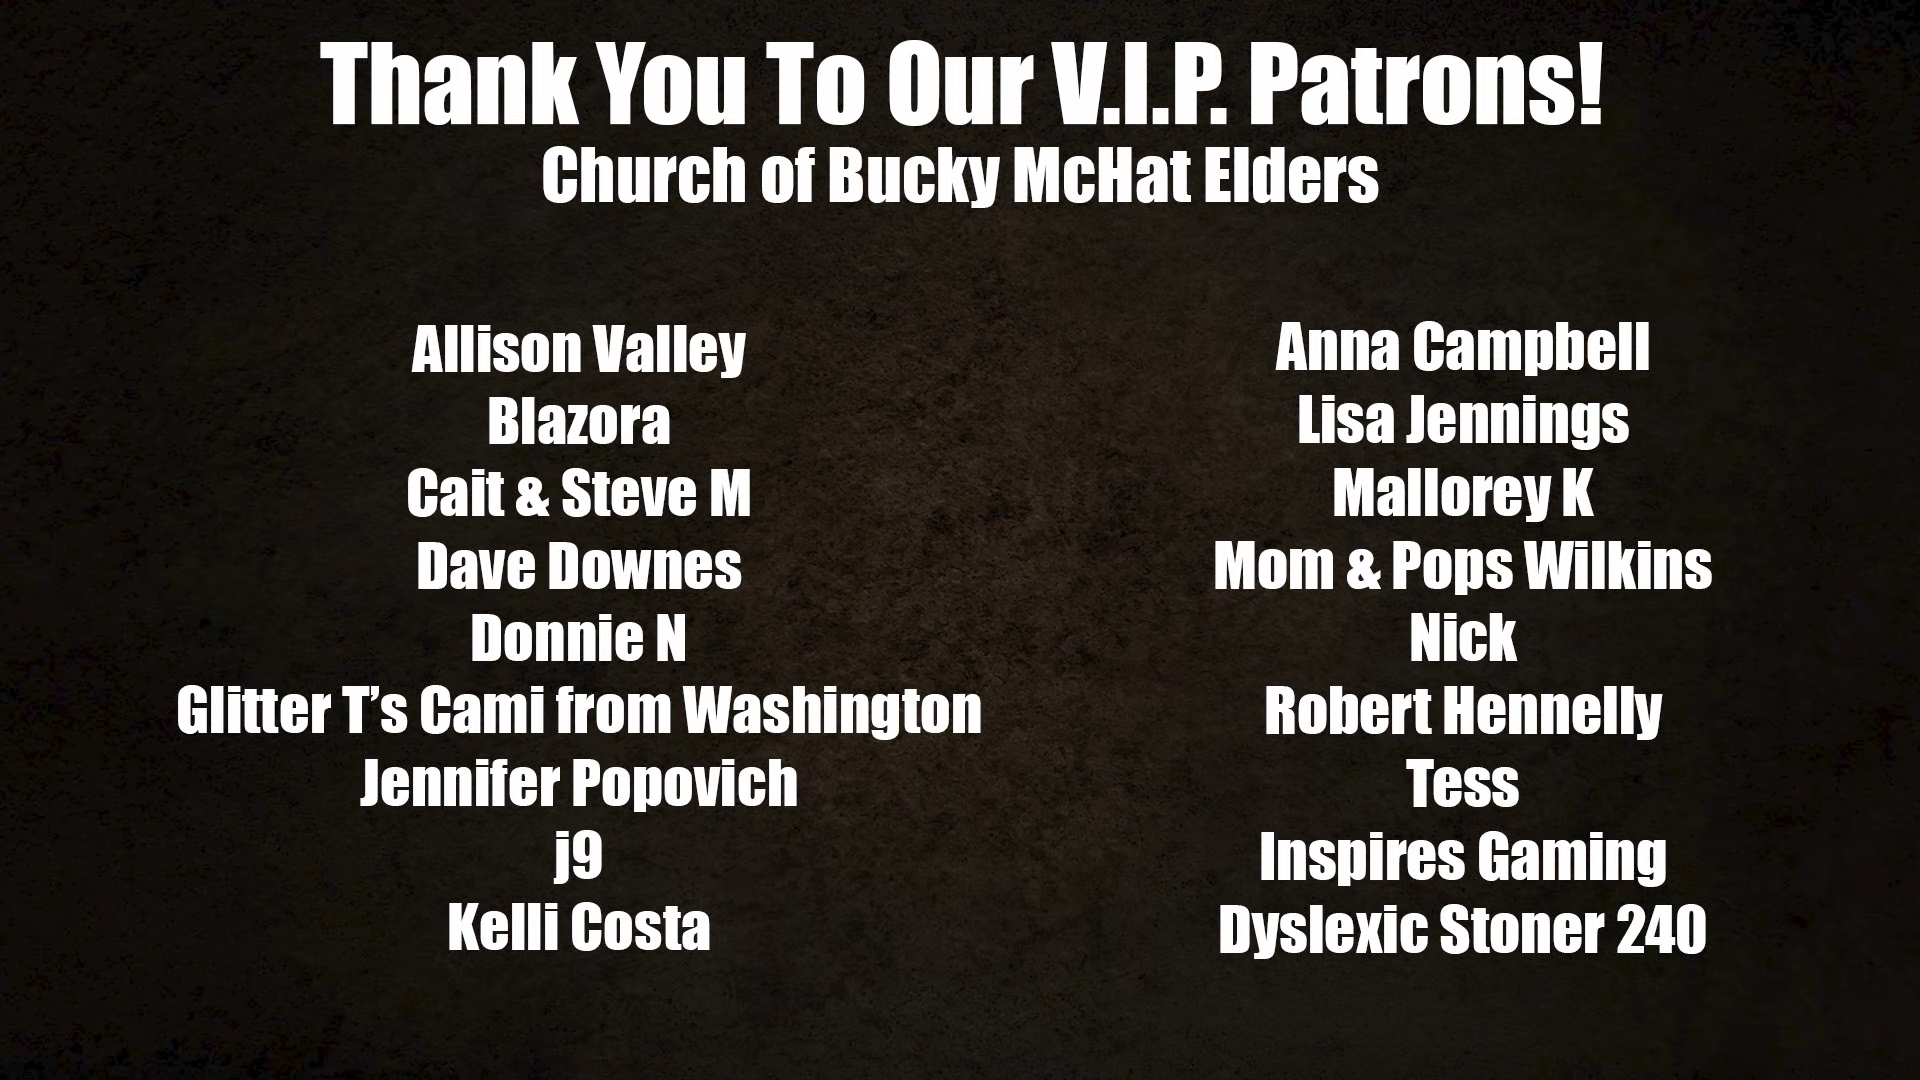 Thank You To Our V.I.P. Patrons!
Church of Bucky McHat Elders
Allison Valley
Blazora
Cait & Steve M
Dave Downes
Donnie N
Glitter T’s Cami from Washington
Jennifer Popovich
j9
Kelli Costa
Anna Campbell
Lisa Jennings
Mallorey K
Mom & Pops Wilkins
Nick
Robert Hennelly
Tess
Inspires Gaming
Dyslexic Stoner 240